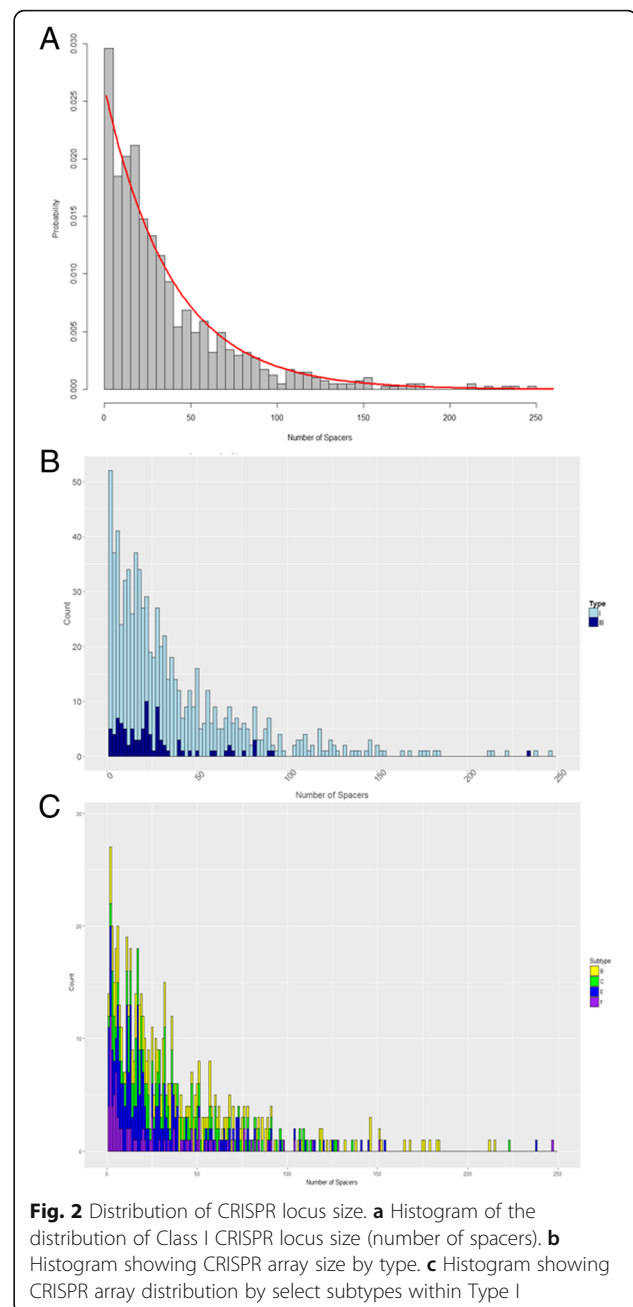 A
0.030
0.025
0.020
0.015
0.010
0.005
0.000
Probability
0 50 100 150 200 250
Number of Spacers
B
50
40
30
20
10
0
Count
0 50 100 150 200 250
Number of Spacers
Type
I
III
C
30
20
10
0
Count
0 50 100 150 200 250
Number of Spacers
Subtype
B
C
E
F
Fig. 2 Distribution of CRISPR locus size. a Histogram of the
distribution of Class I CRISPR locus size (number of spacers). b
Histogram showing CRISPR array size by type. c Histogram showing
CRISPR array distribution by select subtypes within Type I